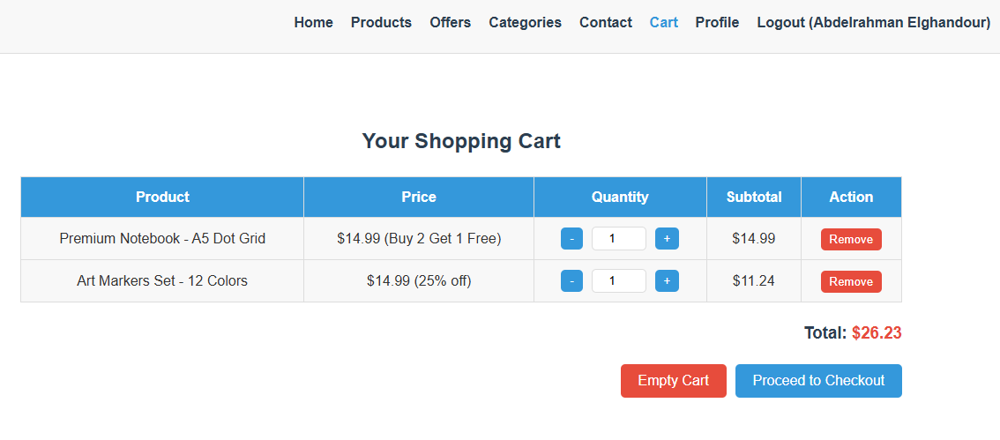 Home Products Offers Categories Contact Cart Profile Logout (Abdelrahman Elghandour)
Your Shopping Cart
Product Price Quantity Subtotal Action
Premium Notebook - A5 Dot Grid $14.99 (Buy 2 Get 1 Free) - 1 + $14.99 Remove
Art Markers Set - 12 Colors $14.99 (25% off) - 1 + $11.24 Remove
Total: $26.23
Empty Cart Proceed to Checkout